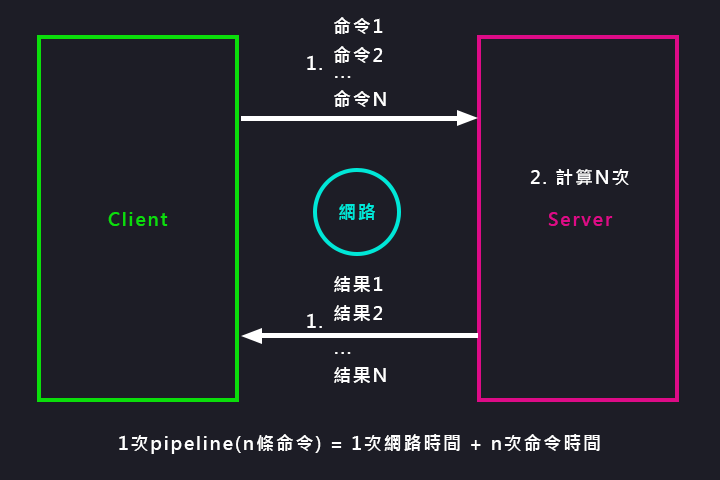 命令1
命令2
1.
...
命令N
2. 計算N次
網路
Client
Server
結果1
結果2
1.
...
結果N
1次pipeline(n條命令) = 1次網路時間 + n次命令時間